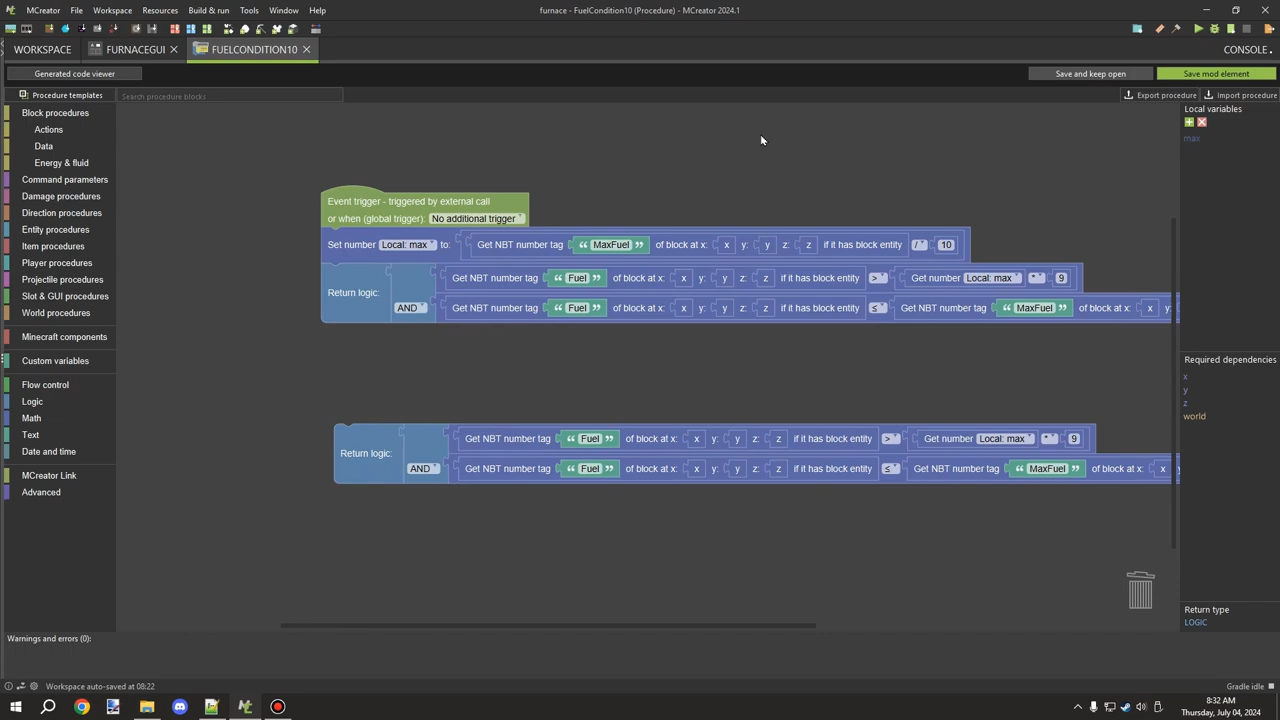 MCreator File Workspace Resources Build & run Tools Window Help
furnace - FuelCondition10 (Procedure) - MCreator 2024.1
WORKSPACE FURNACEGUI FUELCONDITION10 CONSOLE
Generated code viewer Save and keep open Save mod element
Procedure templates Search procedure blocks Export procedure Import procedure
Block procedures
Actions
Data
Energy & fluid
Command parameters
Damage procedures
Direction procedures
Entity procedures
Item procedures
Player procedures
Projectile procedures
Slot & GUI procedures
World procedures
Minecraft components
Custom variables
Flow control
Logic
Math
Text
Date and time
MCreator Link
Advanced
Event trigger - triggered by external call
or when (global trigger): No additional trigger
Set number Local: max to: Get NBT number tag “ MaxFuel ” of block at x: x y: y z: z if it has block entity / 10
Return logic: Get NBT number tag “ Fuel ” of block at x: x y: y z: z if it has block entity > Get number Local: max * 9
AND Get NBT number tag “ Fuel ” of block at x: x y: y z: z if it has block entity ≤ Get NBT number tag “ MaxFuel ” of block at x: x y:
Return logic: Get NBT number tag “ Fuel ” of block at x: x y: y z: z if it has block entity > Get number Local: max * 9
AND Get NBT number tag “ Fuel ” of block at x: x y: y z: z if it has block entity ≤ Get NBT number tag “ MaxFuel ” of block at x: x
Local variables
max
Required dependencies
x
y
z
world
Return type
LOGIC
Warnings and errors (0):
Workspace auto-saved at 08:22 Gradle idle
8:32 AM
Thursday, July 04, 2024